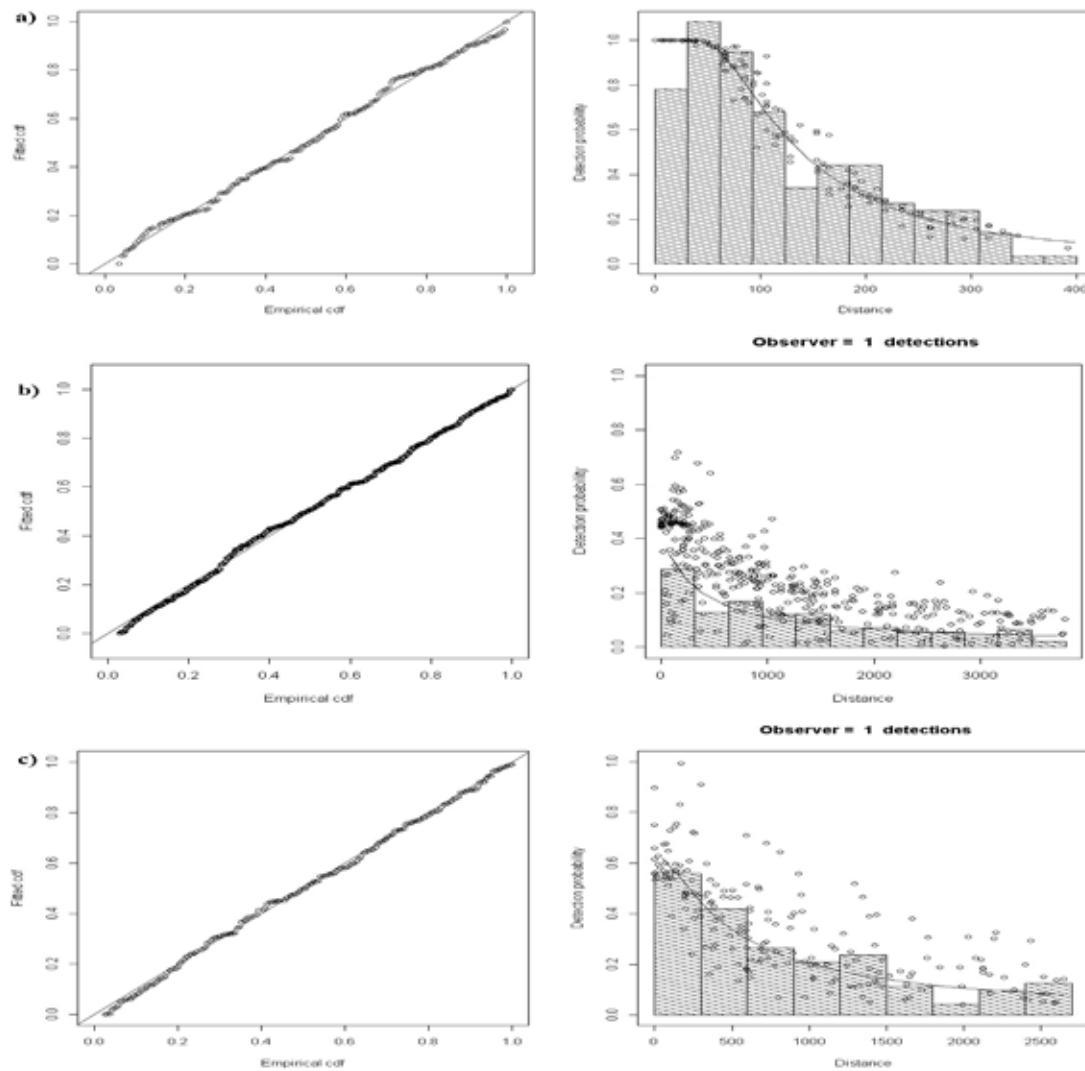 a)
Fitted cdf
0.0 0.2 0.4 0.6 0.8 1.0
0.0 0.2 0.4 0.6 0.8 1.0
Empirical cdf
Detection probability
0.0 0.2 0.4 0.6 0.8 1.0
0 100 200 300 400
Distance
b)
Fitted cdf
0.0 0.2 0.4 0.6 0.8 1.0
0.0 0.2 0.4 0.6 0.8 1.0
Empirical cdf
Observer = 1 detections
Detection probability
0.0 0.2 0.4 0.6 0.8 1.0
0 1000 2000 3000
Distance
c)
Fitted cdf
0.0 0.2 0.4 0.6 0.8 1.0
0.0 0.2 0.4 0.6 0.8 1.0
Empirical cdf
Observer = 1 detections
Detection probability
0.0 0.2 0.4 0.6 0.8 1.0
0 500 1000 1500 2000 2500
Distance